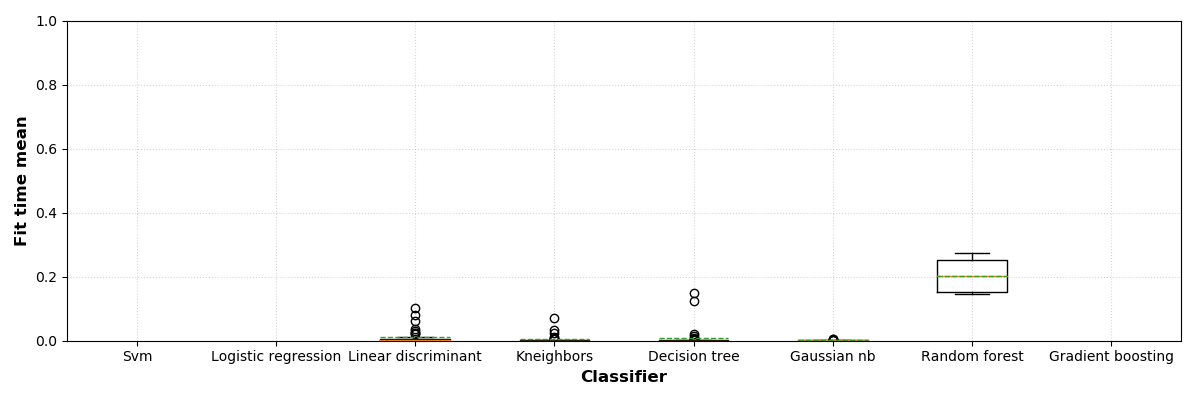 1.0
0.8
0.6
0.4
0.2
0.0
Fit time mean
Svm Logistic regression Linear discriminant Kneighbors Decision tree Gaussian nb Random forest Gradient boosting
Classifier